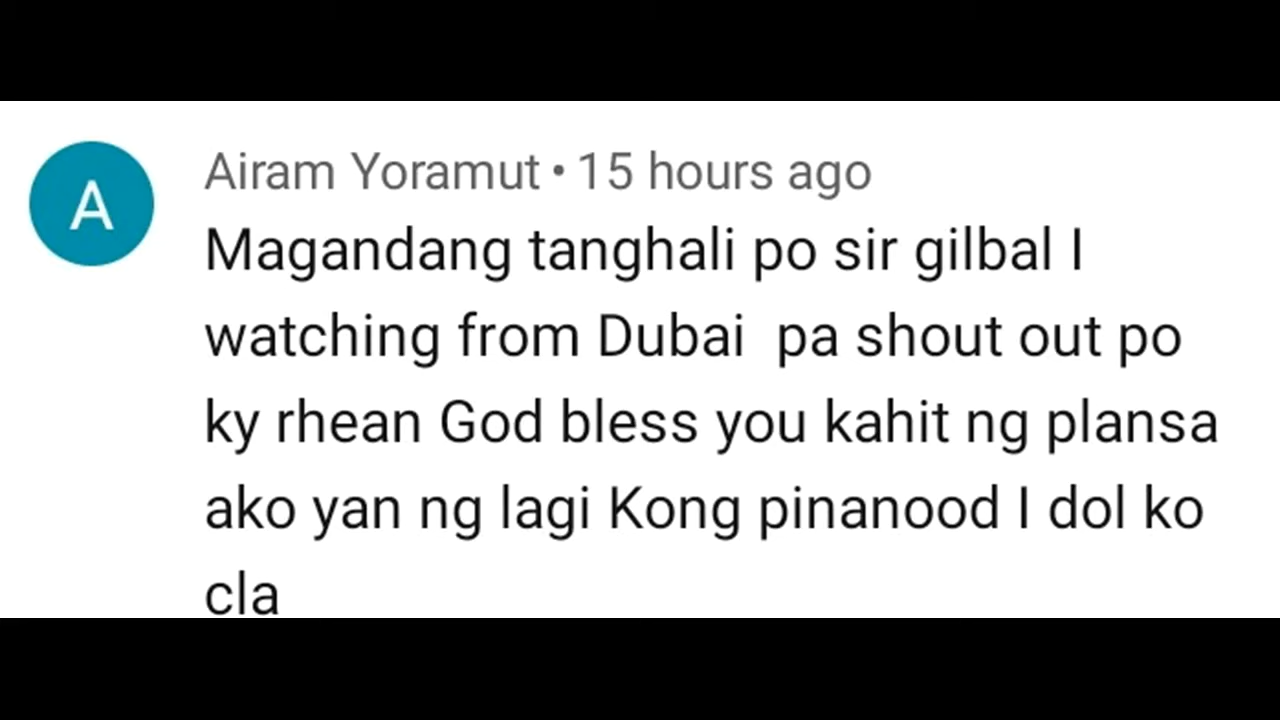 A
Airam Yoramut • 15 hours ago
Magandang tanghali po sir gilbal I
watching from Dubai  pa shout out po
ky rhean God bless you kahit ng plansa
ako yan ng lagi Kong pinanood I dol ko
cla